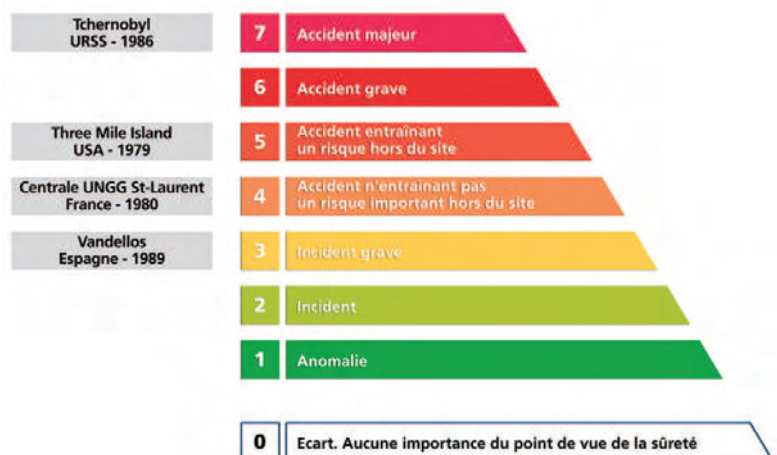 Tchernobyl
URSS - 1986
7 Accident majeur
6 Accident grave
Three Mile Island
USA - 1979
5 Accident entraînant
un risque hors du site
Centrale UNGG St-Laurent
France - 1980
4 Accident n'entrainant pas
un risque important hors du site
Vandellos
Espagne - 1989
3 Incident grave
2 Incident
1 Anomalie
0 Ecart. Aucune importance du point de vue de la sûreté